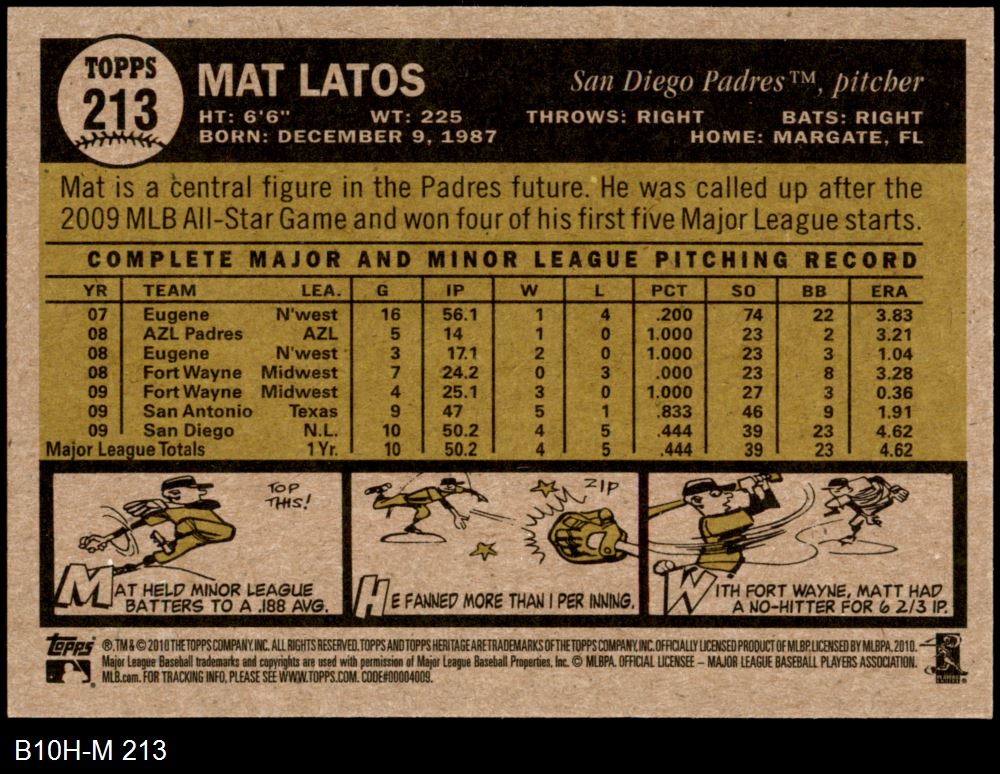 TOPPS
213
MAT LATOS
San Diego Padres™, pitcher
HT: 6'6" WT: 225 THROWS: RIGHT BATS: RIGHT
BORN: DECEMBER 9, 1987 HOME: MARGATE, FL
Mat is a central figure in the Padres future. He was called up after the
2009 MLB All-Star Game and won four of his first five Major League starts.
COMPLETE MAJOR AND MINOR LEAGUE PITCHING RECORD
YR TEAM LEA. G IP W L PCT SO BB ERA
07 Eugene N'west 16 56.1 1 4 .200 74 22 3.83
08 AZL Padres AZL 5 14 1 0 1.000 23 2 3.21
08 Eugene N'west 3 17.1 2 0 1.000 23 3 1.04
08 Fort Wayne Midwest 7 24.2 0 3 .000 23 8 3.28
09 Fort Wayne Midwest 4 25.1 3 0 1.000 27 3 0.36
09 San Antonio Texas 9 47 5 1 .833 46 9 1.91
09 San Diego N.L. 10 50.2 4 5 .444 39 23 4.62
Major League Totals 1 Yr. 10 50.2 4 5 .444 39 23 4.62
TOP
THIS!
MAT HELD MINOR LEAGUE
BATTERS TO A .188 AVG.
ZIP
HE FANNED MORE THAN 1 PER INNING.
WITH FORT WAYNE, MATT HAD
A NO-HITTER FOR 6 2/3 IP.
topps ®, TM & © 2010 THE TOPPS COMPANY, INC. ALL RIGHTS RESERVED. TOPPS AND TOPPS HERITAGE ARE TRADEMARKS OF THE TOPPS COMPANY, INC. OFFICIALLY LICENSED PRODUCT OF MLBP. LICENSED BY MLBPA, 2010.
Major League Baseball trademarks and copyrights are used with permission of Major League Baseball Properties, Inc. © MLBPA. OFFICIAL LICENSEE – MAJOR LEAGUE BASEBALL PLAYERS ASSOCIATION.
MLB.com. FOR TRACKING INFO, PLEASE SEE WWW.TOPPS.COM. CODE#00004009.
B10H-M 213